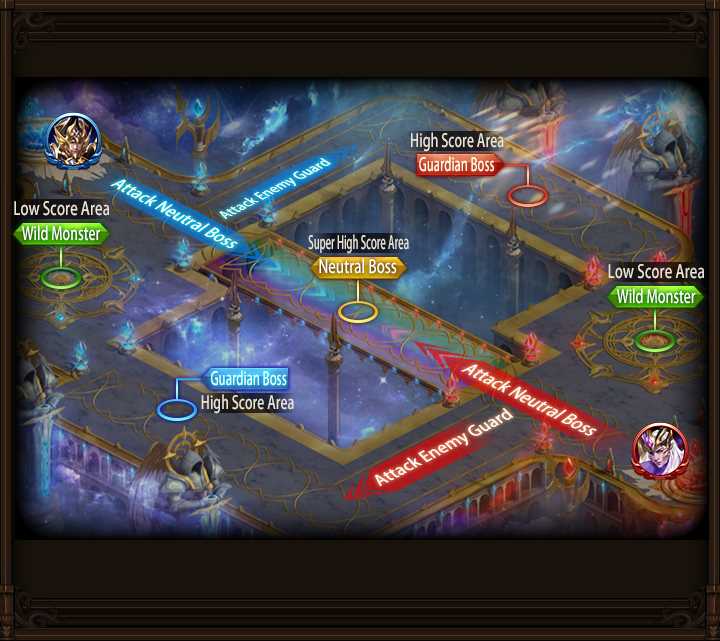 High Score Area
Guardian Boss
Attack Enemy Guard
Attack Neutral Boss
Low Score Area
Wild Monster
Super High Score Area
Neutral Boss
Low Score Area
Wild Monster
Guardian Boss
High Score Area
Attack Neutral Boss
Attack Enemy Guard